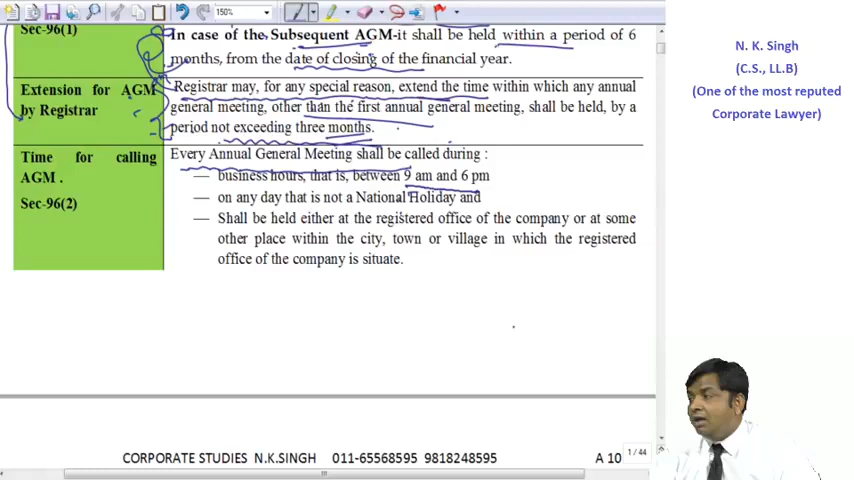 150%
Sec-96(1)
In case of the Subsequent AGM-it shall be held within a period of 6
months, from the date of closing of the financial year.
Extension for AGM
by Registrar
Registrar may, for any special reason, extend the time within which any annual
general meeting, other than the first annual general meeting, shall be held, by a
period not exceeding three months.
Time for calling
AGM .
Sec-96(2)
Every Annual General Meeting shall be called during :
— business hours, that is, between 9 am and 6 pm
— on any day that is not a National Holiday and
— Shall be held either at the registered office of the company or at some
other place within the city, town or village in which the registered
office of the company is situate.
CORPORATE STUDIES N.K.SINGH 011-65568595 9818248595 A 10
1 / 44
N. K. Singh
(C.S., LL.B)
(One of the most reputed
Corporate Lawyer)